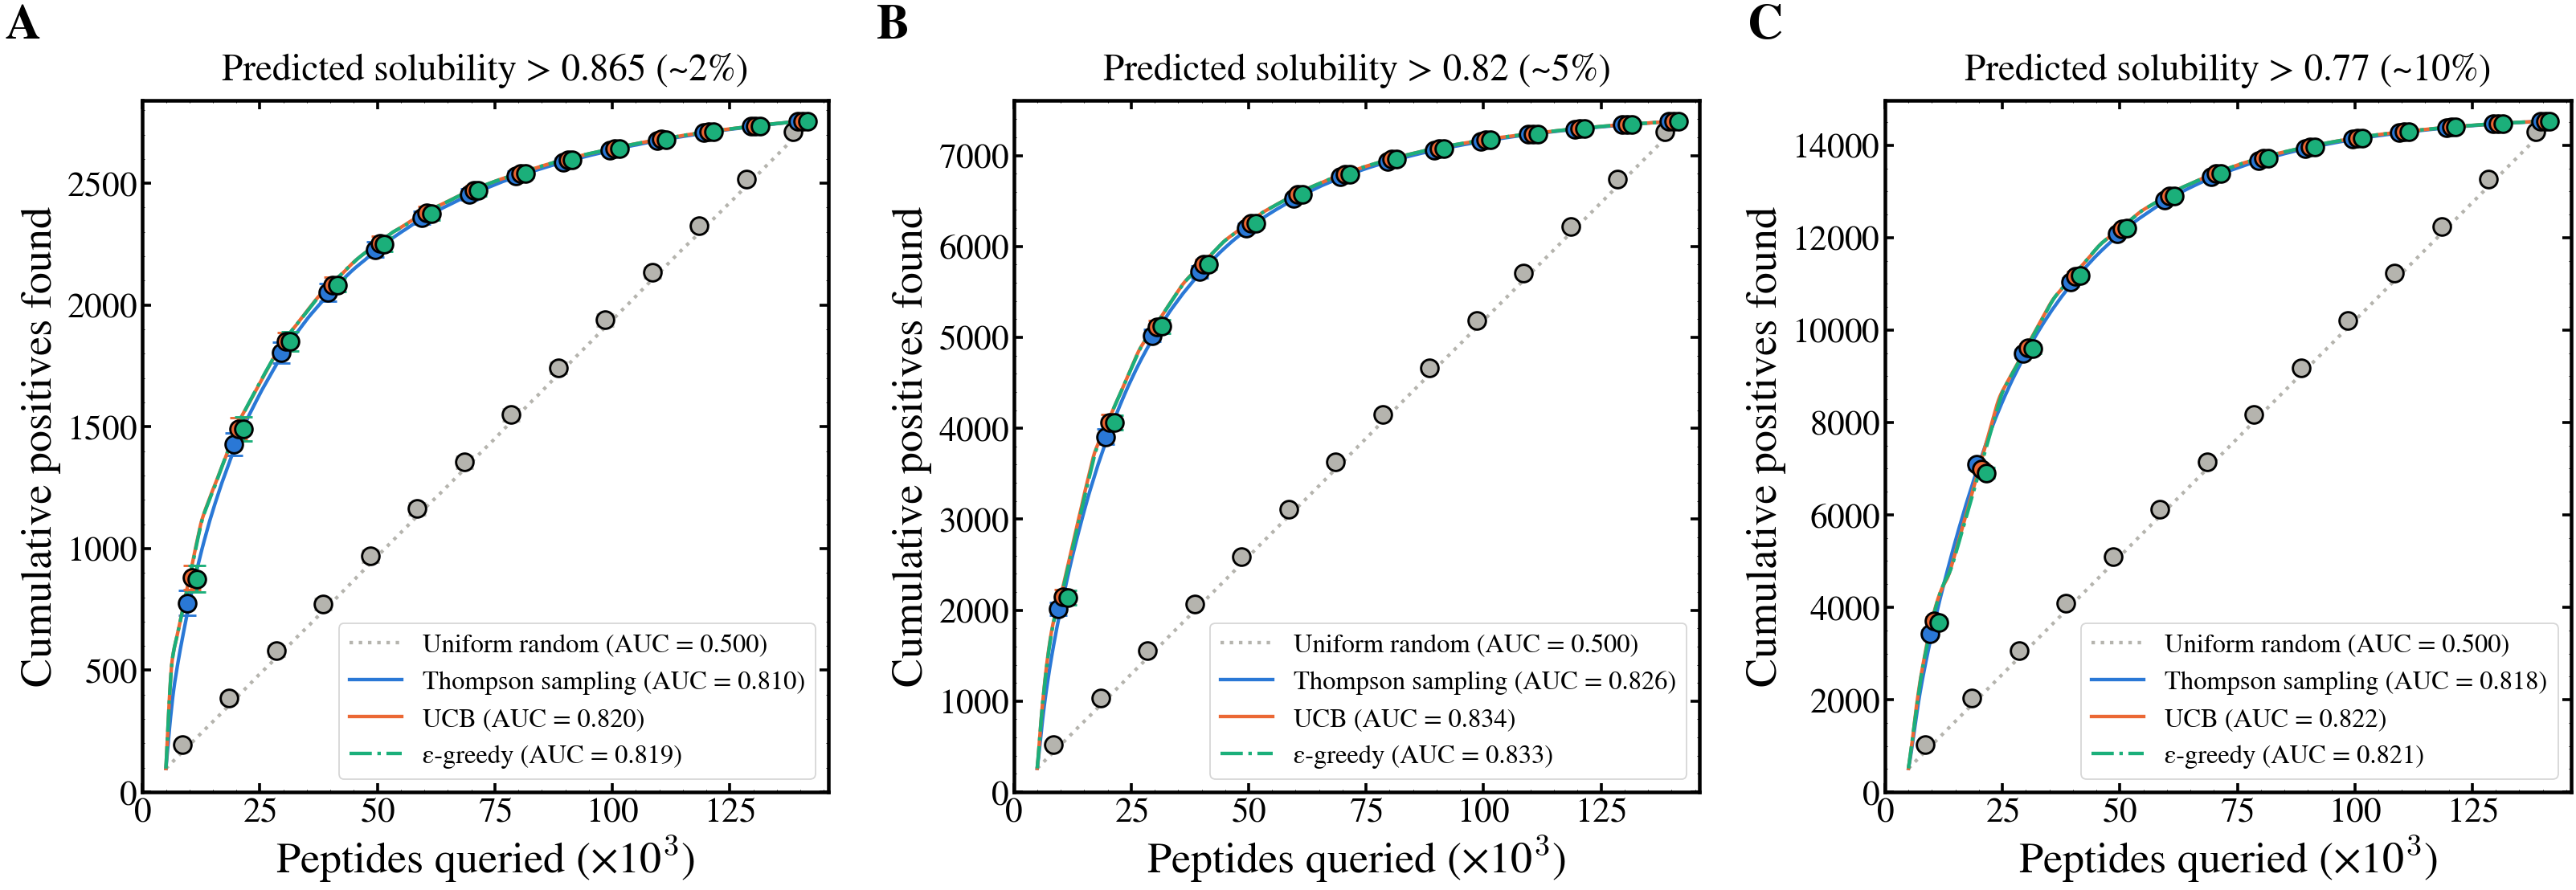 A
Predicted solubility > 0.865 (~2%)
Cumulative positives found
2500
2000
1500
1000
500
0
0
25
50
75
100
125
Peptides queried (×10³)
Uniform random (AUC = 0.500)
Thompson sampling (AUC = 0.810)
UCB (AUC = 0.820)
ε-greedy (AUC = 0.819)
B
Predicted solubility > 0.82 (~5%)
Cumulative positives found
7000
6000
5000
4000
3000
2000
1000
0
0
25
50
75
100
125
Peptides queried (×10³)
Uniform random (AUC = 0.500)
Thompson sampling (AUC = 0.826)
UCB (AUC = 0.834)
ε-greedy (AUC = 0.833)
C
Predicted solubility > 0.77 (~10%)
Cumulative positives found
14000
12000
10000
8000
6000
4000
2000
0
0
25
50
75
100
125
Peptides queried (×10³)
Uniform random (AUC = 0.500)
Thompson sampling (AUC = 0.818)
UCB (AUC = 0.822)
ε-greedy (AUC = 0.821)